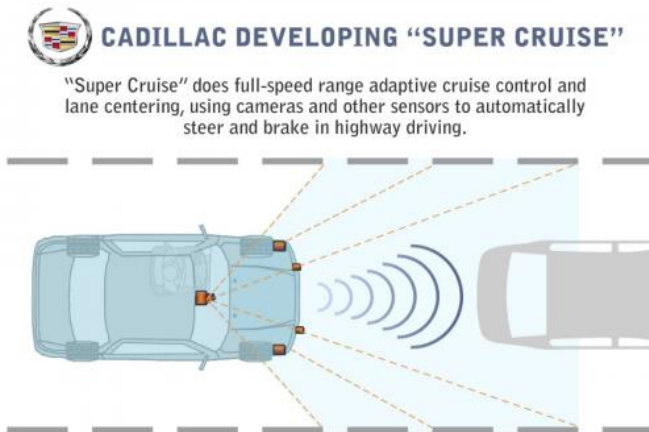 CADILLAC DEVELOPING “SUPER CRUISE”
“Super Cruise” does full-speed range adaptive cruise control and
lane centering, using cameras and other sensors to automatically
steer and brake in highway driving.